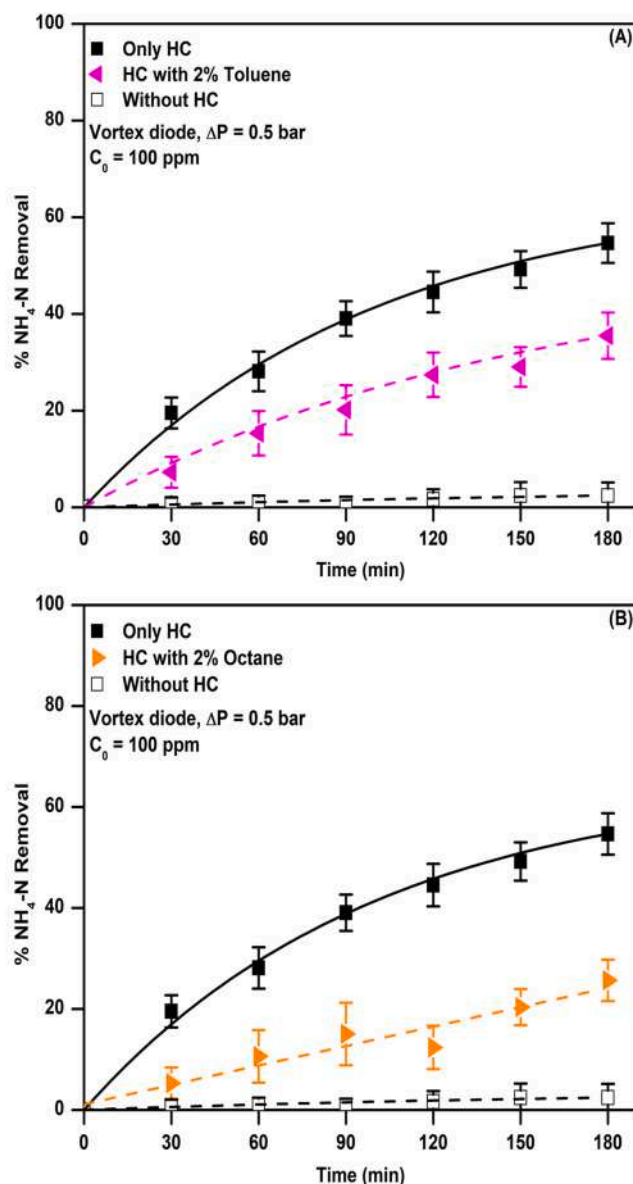 100
80
60
40
20
0
% NH₄-N Removal
(A)
Only HC
HC with 2% Toluene
Without HC
Vortex diode, ΔP = 0.5 bar
C₀ = 100 ppm
0 30 60 90 120 150 180
Time (min)
100
80
60
40
20
0
% NH₄-N Removal
(B)
Only HC
HC with 2% Octane
Without HC
Vortex diode, ΔP = 0.5 bar
C₀ = 100 ppm
0 30 60 90 120 150 180
Time (min)